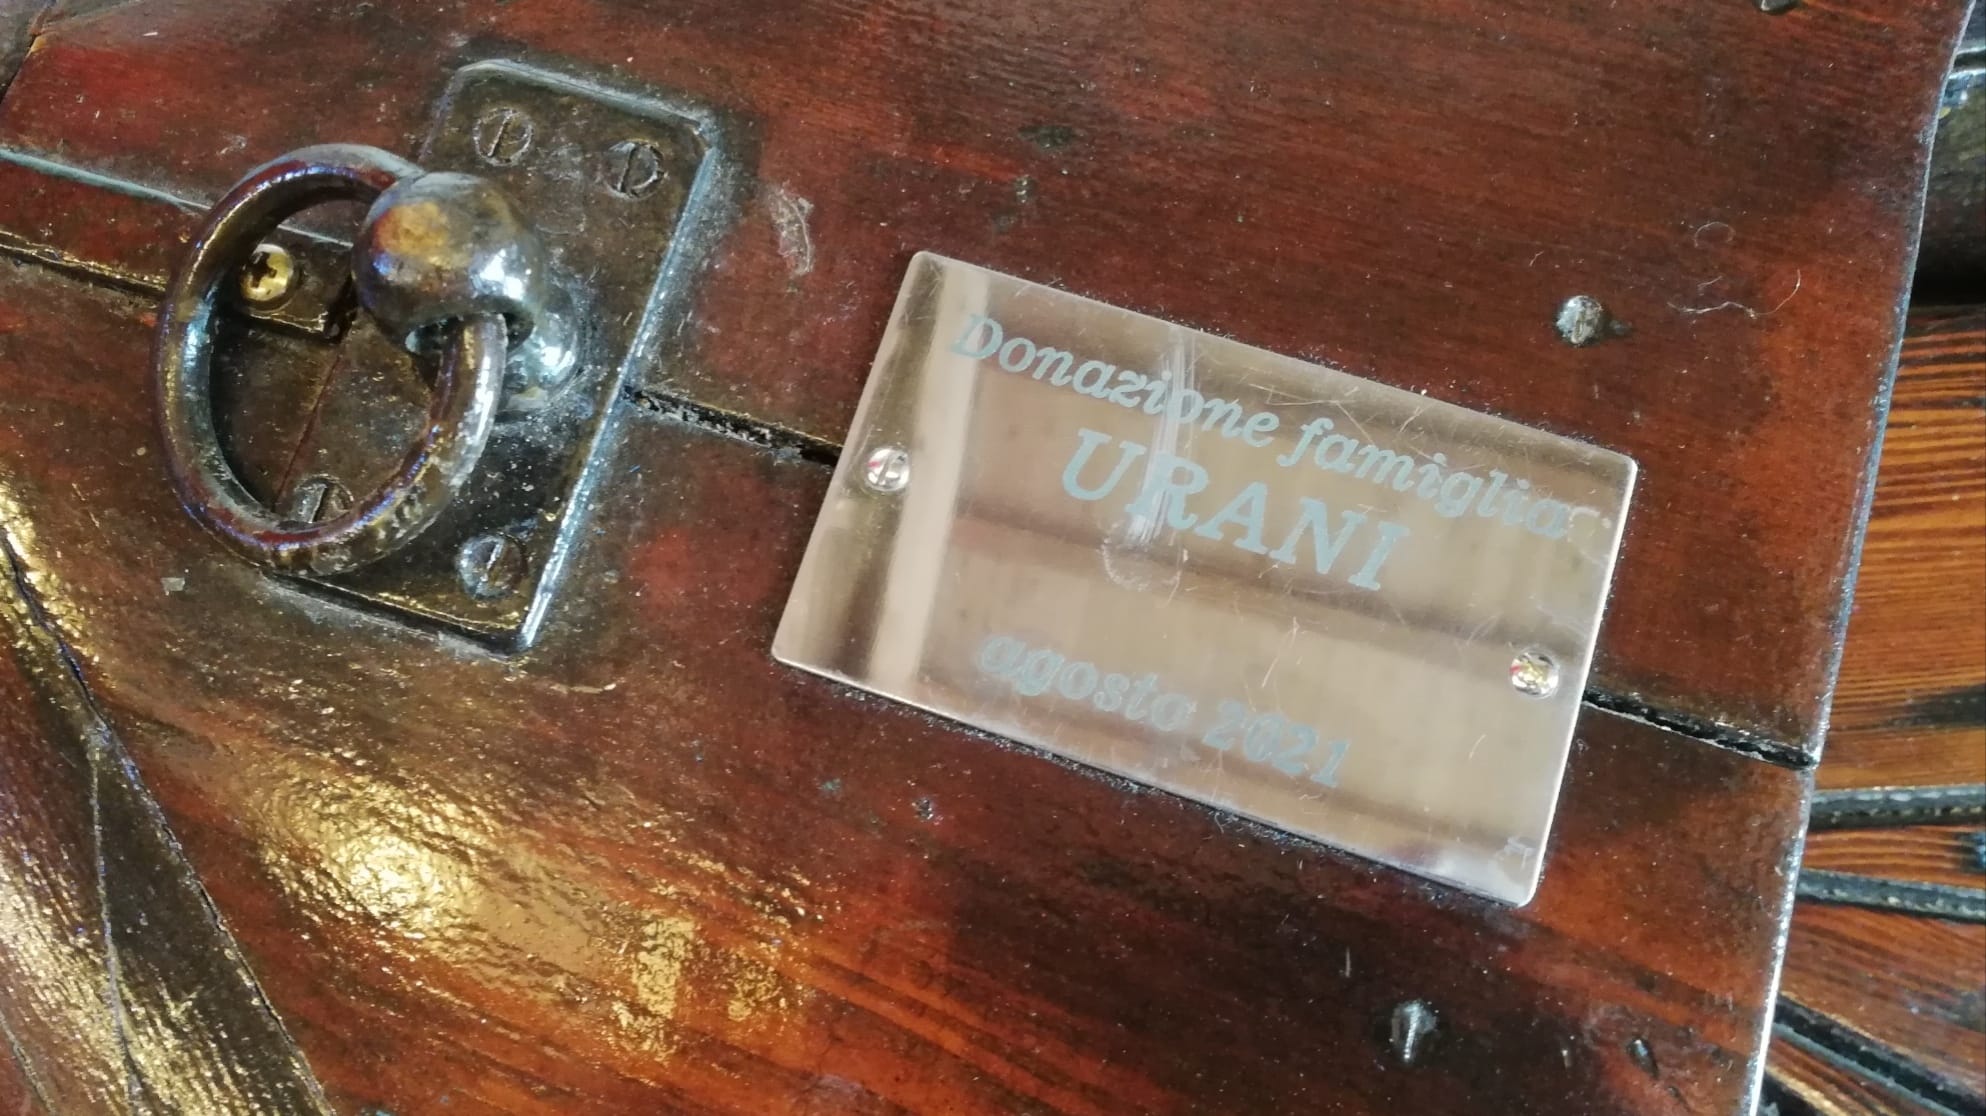 Donazione famiglia
URANI
agosto 2021